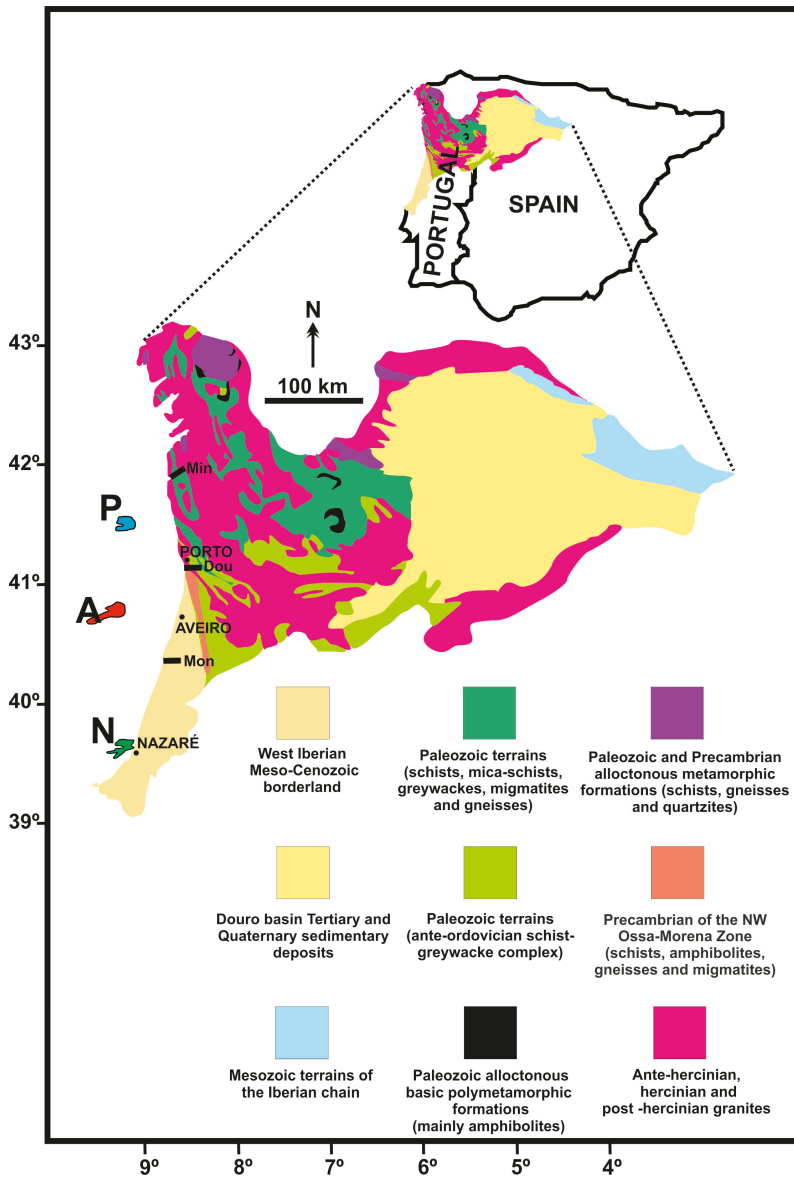 PORTUGAL
SPAIN
N
100 km
43º
42º
41º
40º
39º
Min
P
PORTO
Dou
A
AVEIRO
Mon
N
NAZARÉ
West Iberian
Meso-Cenozoic
borderland
Paleozoic terrains
(schists, mica-schists,
greywackes, migmatites
and gneisses)
Paleozoic and Precambrian
alloctonous metamorphic
formations (schists, gneisses
and quartzites)
Douro basin Tertiary and
Quaternary sedimentary
deposits
Paleozoic terrains
(ante-ordovician schist-
greywacke complex)
Precambrian of the NW
Ossa-Morena Zone
(schists, amphibolites,
gneisses and migmatites)
Mesozoic terrains of
the Iberian chain
Paleozoic alloctonous
basic polymetamorphic
formations
(mainly amphibolites)
Ante-hercinian,
hercinian and
post -hercinian granites
9º 8º 7º 6º 5º 4º